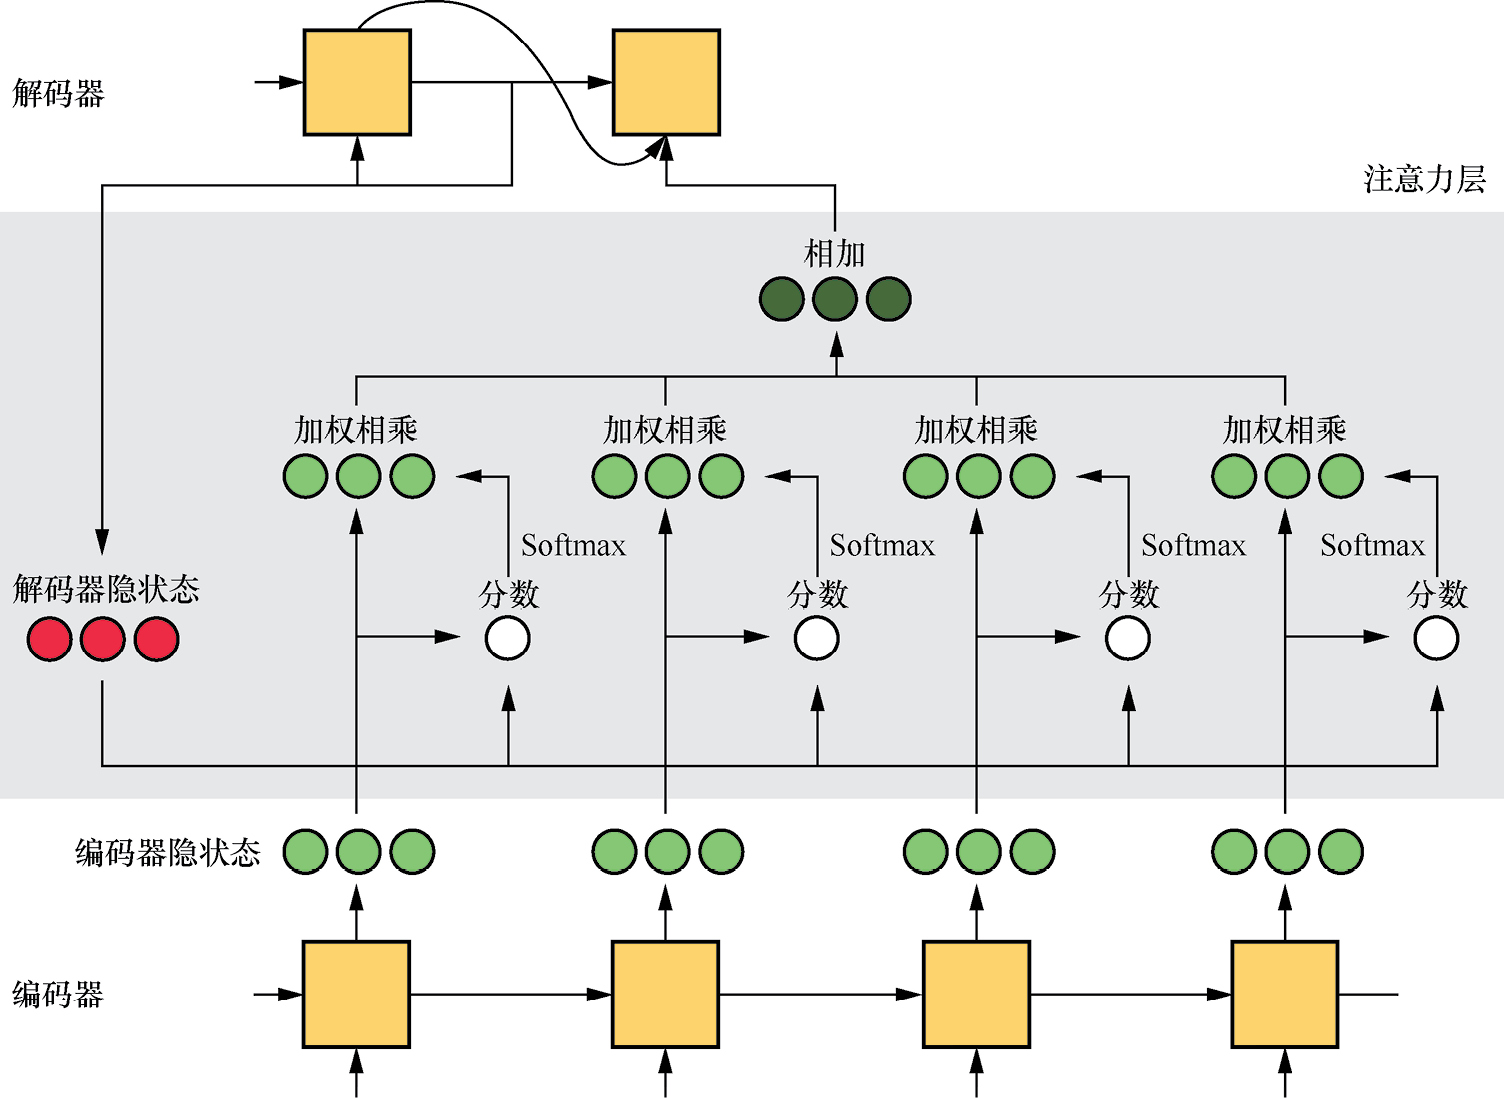 解码器
注意力层
相加
加权相乘 加权相乘 加权相乘 加权相乘
Softmax Softmax Softmax Softmax
解码器隐状态 分数 分数 分数 分数
编码器隐状态
编码器